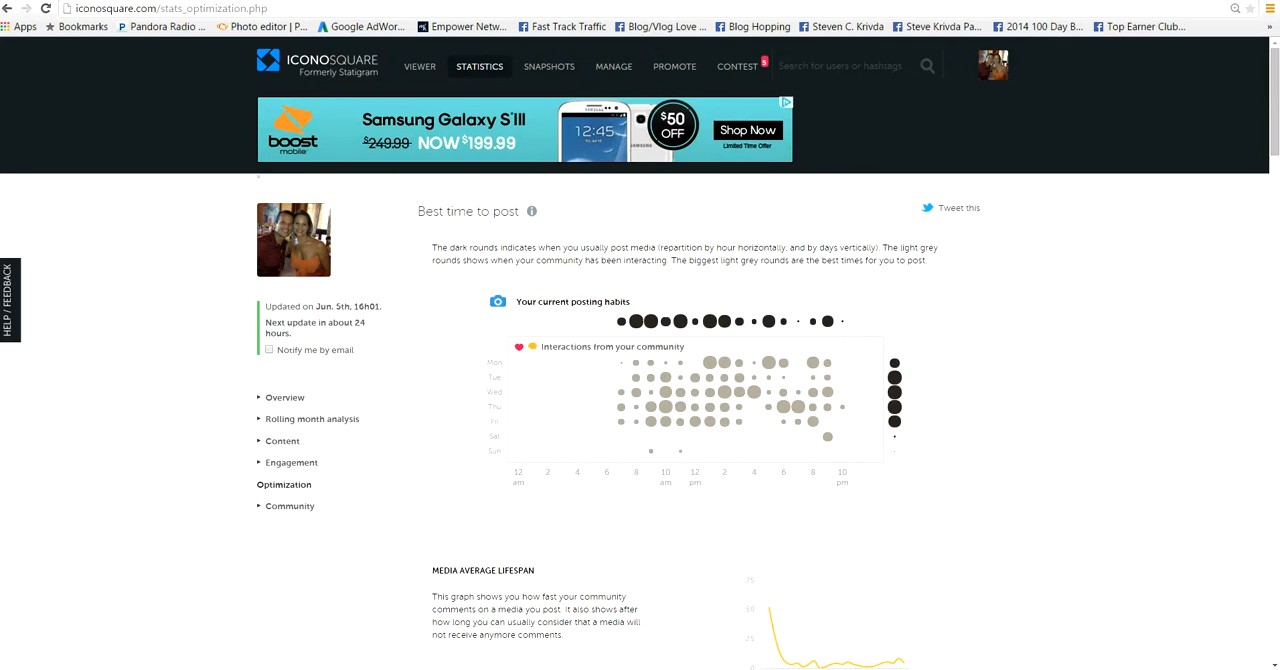 iconosquare.com/stats_optimization.php
Apps Bookmarks Pandora Radio ... Photo editor | P... Google AdWor... Empower Netw... Fast Track Traffic Blog/Vlog Love ... Blog Hopping Steven C. Krivda Steve Krivda Pa... 2014 100 Day B... Top Earner Club... »
ICONOSQUARE
Formerly Statigram
VIEWER STATISTICS SNAPSHOTS MANAGE PROMOTE CONTEST 5 Search for users or hashtags
boost
mobile
Samsung Galaxy S III
$249.99 NOW $199.99
12:45
SAMSUNG
$50
OFF
Shop Now
Limited Time Offer
HELP / FEEDBACK
Best time to post
Tweet this
The dark rounds indicates when you usually post media (repartition by hour horizontally, and by days vertically). The light grey
rounds shows when your community has been interacting. The biggest light grey rounds are the best times for you to post.
Updated on Jun. 5th, 16h01.
Next update in about 24
hours.
Notify me by email
Overview
Rolling month analysis
Content
Engagement
Optimization
Community
Your current posting habits
Interactions from your community
Mon
Tue
Wed
Thu
Fri
Sat
Sun
12 2 4 6 8 10 12 2 4 6 8 10
am am pm pm
MEDIA AVERAGE LIFESPAN
This graph shows you how fast your community
comments on a media you post. It also shows after
how long you can usually consider that a media will
not receive anymore comments.
75
50
25
0